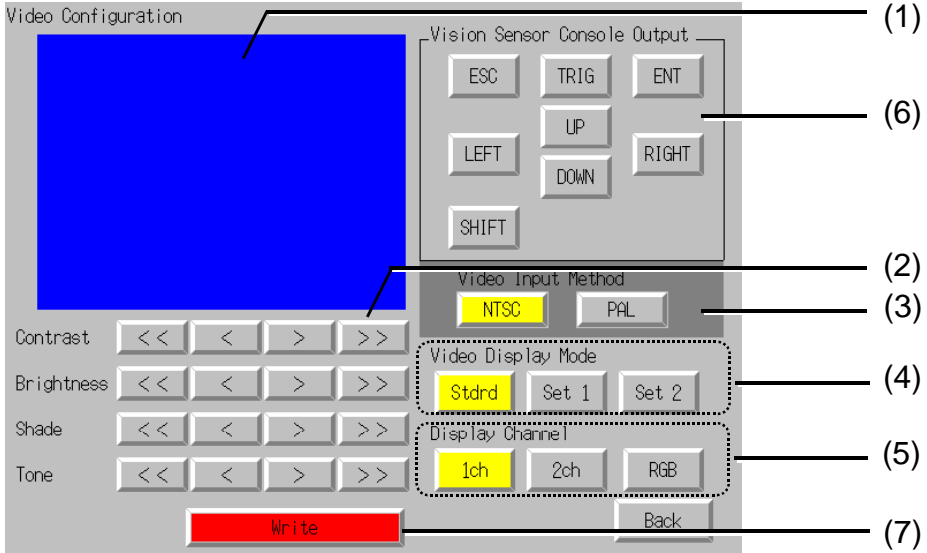 Video Configuration
(1)
Vision Sensor Console Output
ESC TRIG ENT
(6)
UP
LEFT RIGHT
DOWN
SHIFT
(2)
Video Input Method
NTSC PAL
(3)
Contrast << < > >>
Video Display Mode
(4)
Brightness << < > >>
Stdrd Set 1 Set 2
Shade << < > >>
Display Channel
(5)
Tone << < > >>
1ch 2ch RGB
Write
Back
(7)